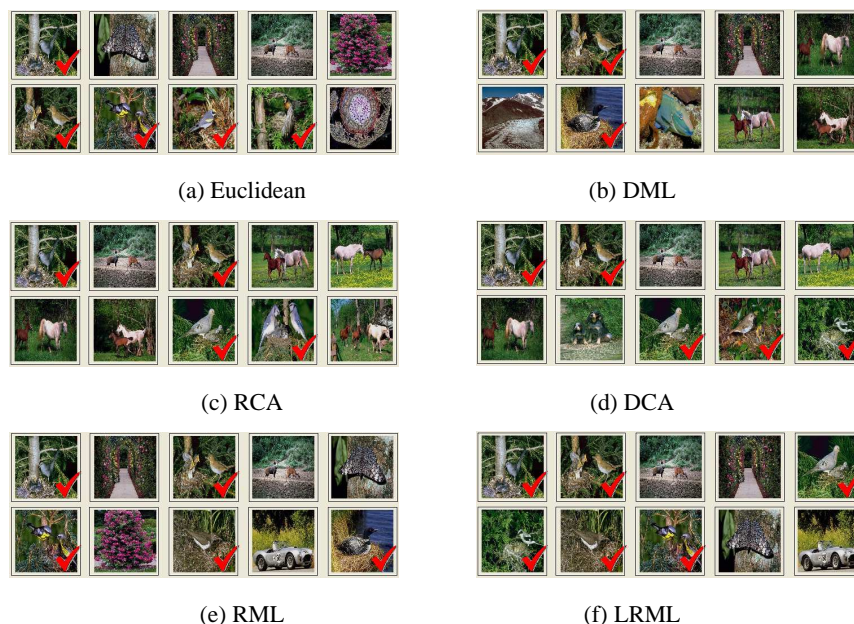 (a) Euclidean
(b) DML
(c) RCA
(d) DCA
(e) RML
(f) LRML